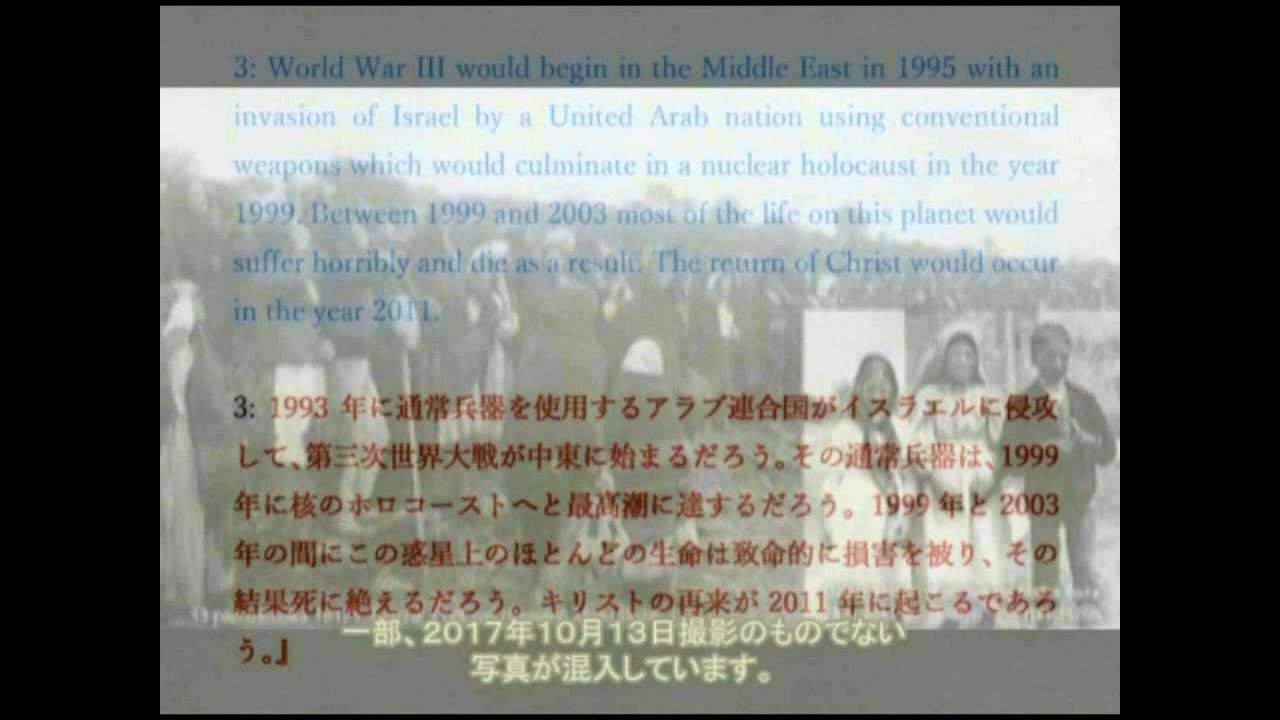 3: World War III would begin in the Middle East in 1995 with an
invasion of Israel by a United Arab nation using conventional
weapons which would culminate in a nuclear holocaust in the year
1999. Between 1999 and 2003 most of the life on this planet would
suffer horribly and die as a result. The return of Christ would occur
in the year 2011.
3: 1993 年に通常兵器を使用するアラブ連合国がイスラエルに侵攻
して、第三次世界大戦が中東に始まるだろう。その通常兵器は、1999
年に核のホロコーストへと最高潮に達するだろう。1999 年と 2003
年の間にこの惑星上のほとんどの生命は致命的に損害を被り、その
結果死に絶えるだろう。キリストの再来が 2011 年に起こるであろ
う。』
一部、2017年10月13日撮影のものでない
写真が混入しています。